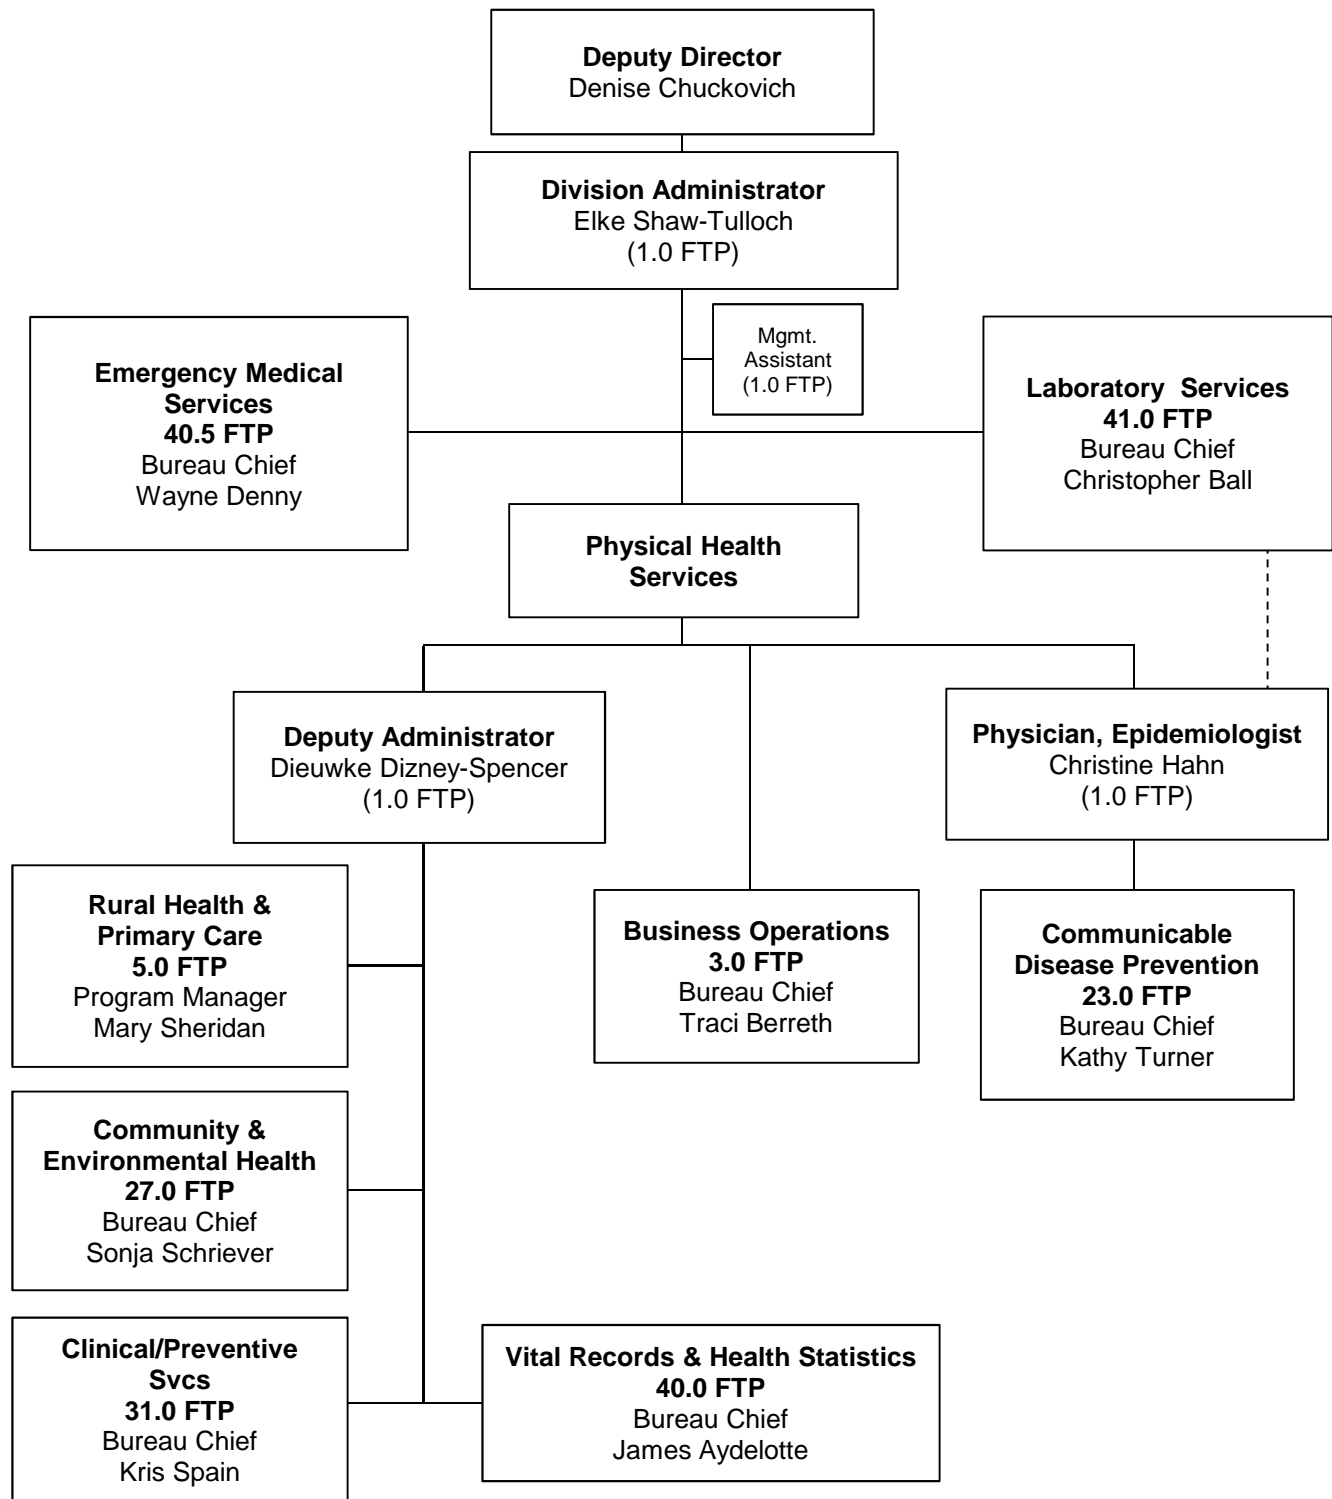 Deputy Director
Denise Chuckovich
Division Administrator
Elke Shaw-Tulloch
(1.0 FTP)
Mgmt.
Assistant
(1.0 FTP)
Emergency Medical
Services
40.5 FTP
Bureau Chief
Wayne Denny
Laboratory Services
41.0 FTP
Bureau Chief
Christopher Ball
Physical Health
Services
Deputy Administrator
Dieuwke Dizney-Spencer
(1.0 FTP)
Physician, Epidemiologist
Christine Hahn
(1.0 FTP)
Rural Health &
Primary Care
5.0 FTP
Program Manager
Mary Sheridan
Business Operations
3.0 FTP
Bureau Chief
Traci Berreth
Communicable
Disease Prevention
23.0 FTP
Bureau Chief
Kathy Turner
Community &
Environmental Health
27.0 FTP
Bureau Chief
Sonja Schriever
Clinical/Preventive
Svcs
31.0 FTP
Bureau Chief
Kris Spain
Vital Records & Health Statistics
40.0 FTP
Bureau Chief
James Aydelotte